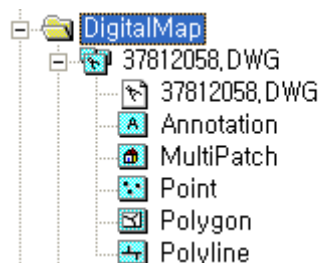 DigitalMap
37812058,DWG
37812058,DWG
Annotation
MultiPatch
Point
Polygon
Polyline